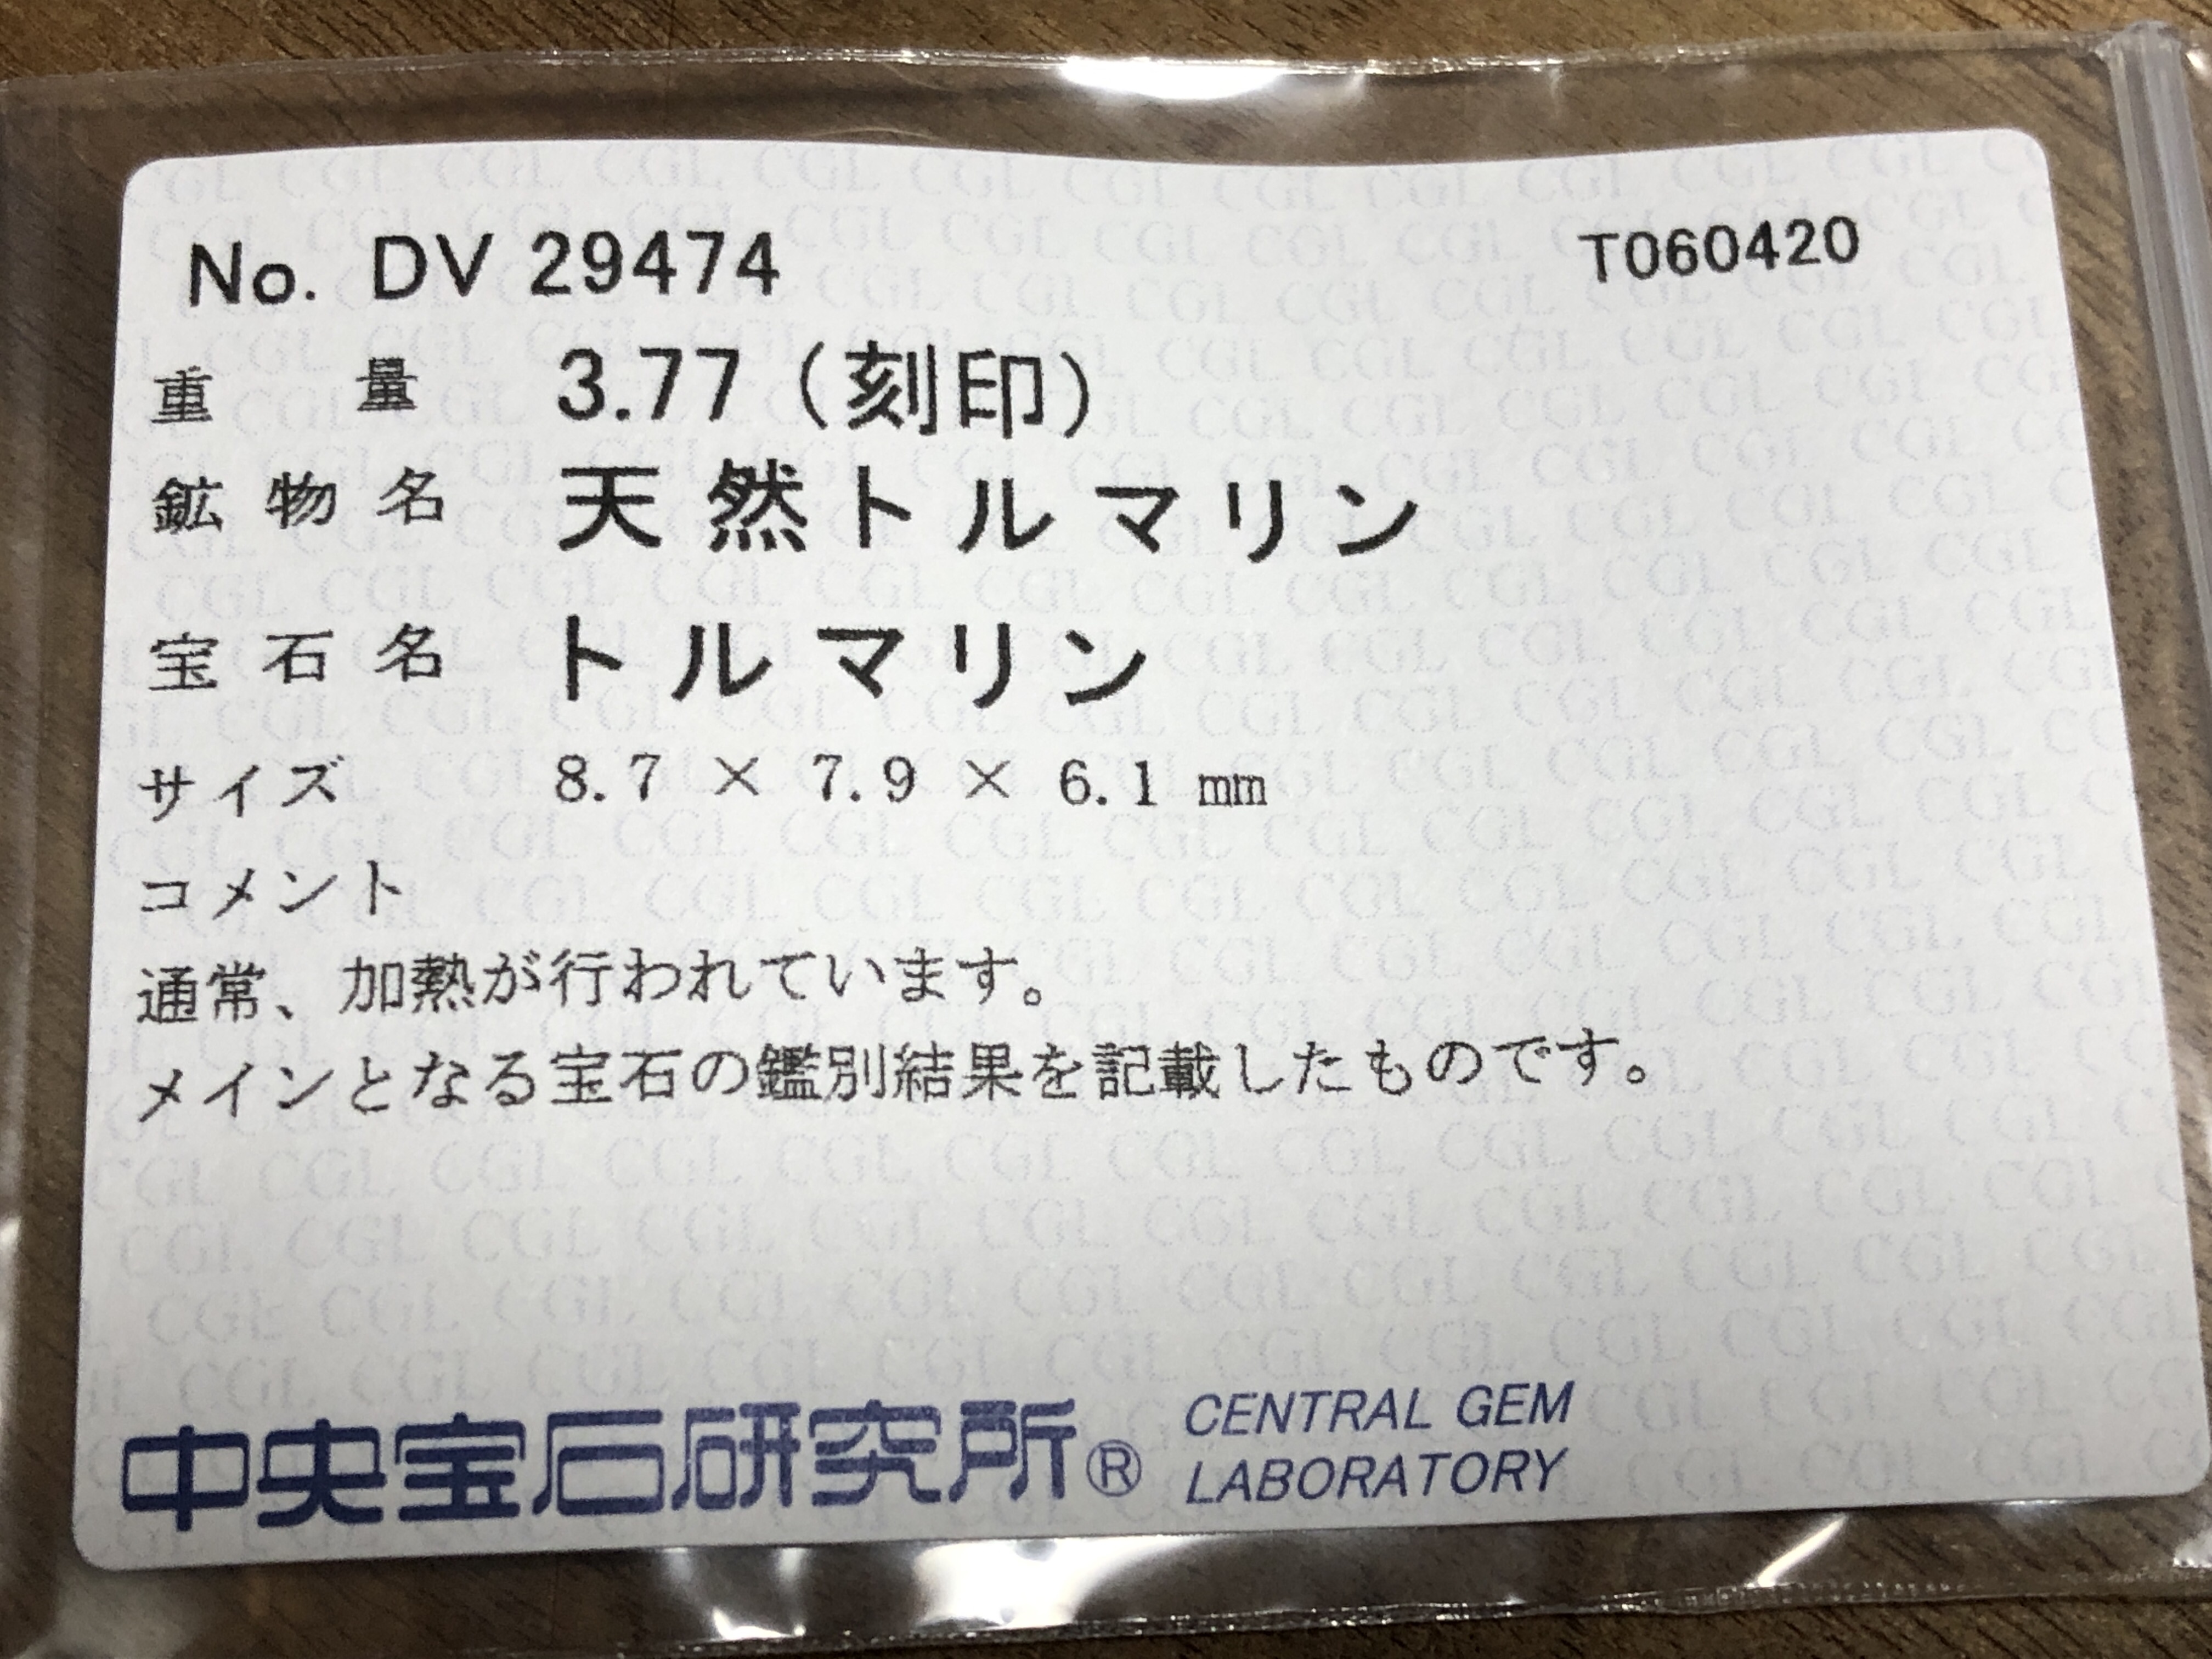 No. DV 29474 T060420
重量 3.77 (刻印)
鉱物名 天然トルマリン
宝石名 トルマリン
サイズ 8.7 × 7.9 × 6.1 mm
コメント
通常、加熱が行われています。
メインとなる宝石の鑑別結果を記載したものです。
中央宝石研究所® CENTRAL GEM
LABORATORY